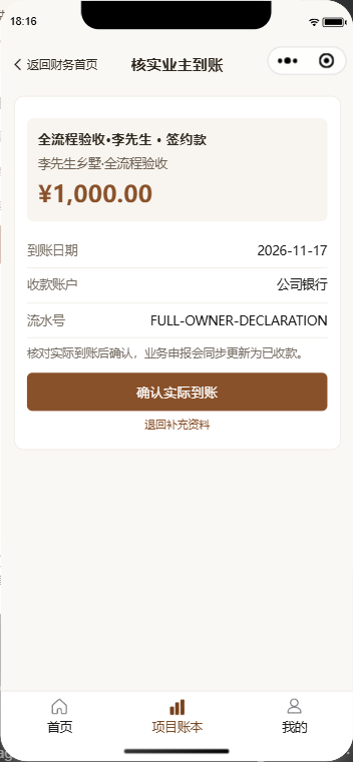 18:16
返回财务首页
核实业主到账
全流程验收•李先生 • 签约款
李先生乡墅·全流程验收
¥1,000.00
到账日期 2026-11-17
收款账户 公司银行
流水号 FULL-OWNER-DECLARATION
核对实际到账后确认，业务申报会同步更新为已收款。
确认实际到账
退回补充资料
首页 项目账本 我的